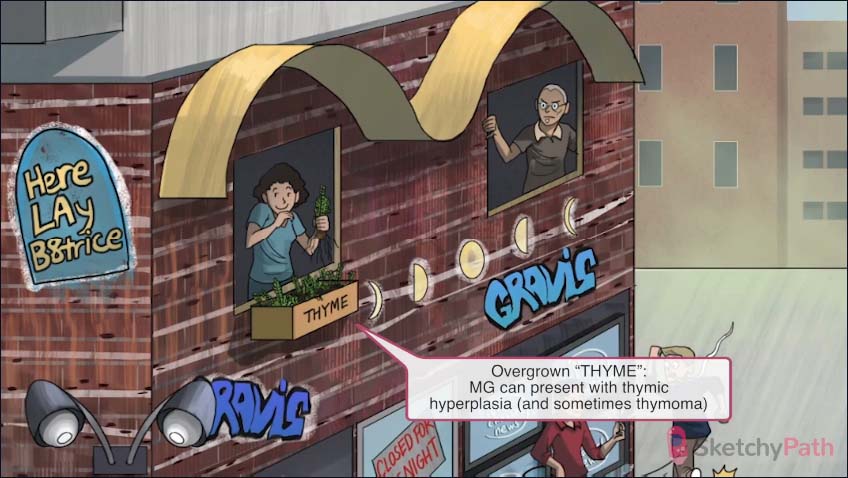 Here
LAy
B8trice
THYME
GRAVIS
RAVIS
Overgrown “THYME”:
MG can present with thymic
hyperplasia (and sometimes thymoma)
CLOSED FOR
NIGHT
SketchyPath